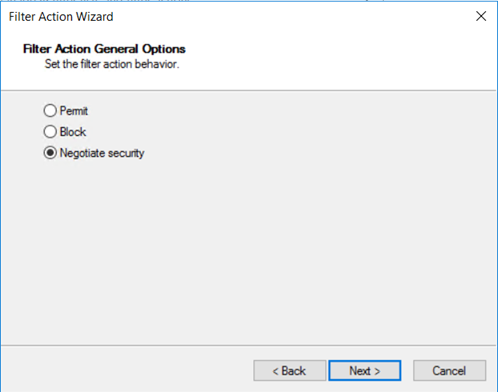 Filter Action Wizard
Filter Action General Options
Set the filter action behavior.
Permit
Block
Negotiate security
< Back
Next >
Cancel